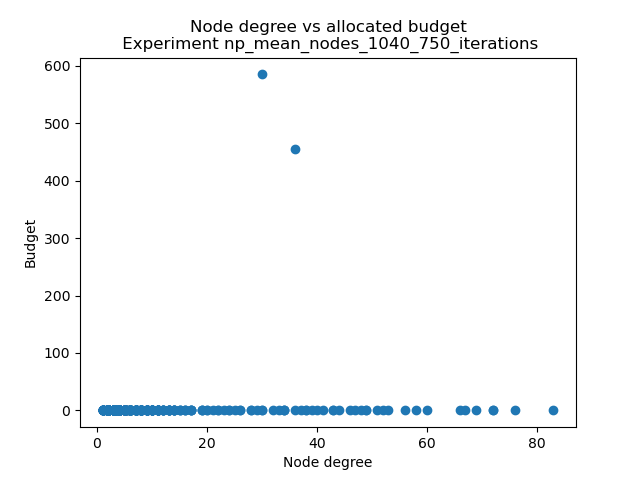 Node degree vs allocated budget
Experiment np_mean_nodes_1040_750_iterations
600
500
400
300
200
100
0
Budget
0 20 40 60 80
Node degree